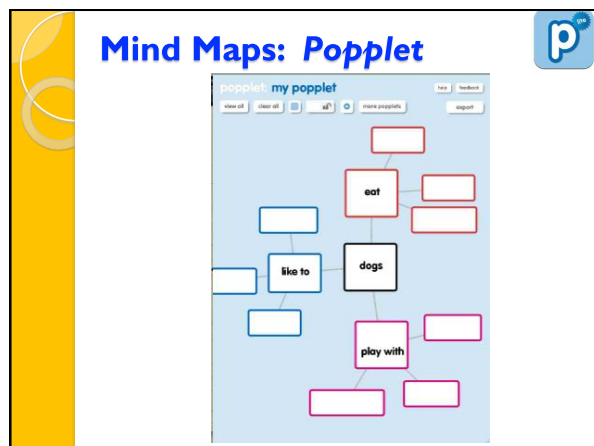 Mind Maps: Popplet
p lite
popplet: my popplet
help feedback
view all clear all more popplets export
eat
like to
dogs
play with